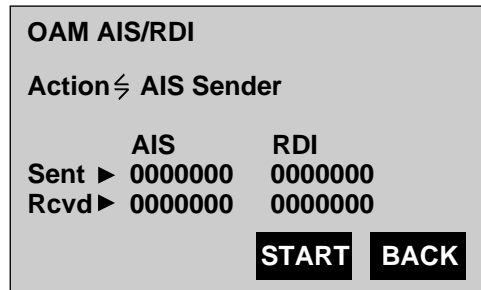 OAM AIS/RDI
Action AIS Sender
AIS RDI
Sent ► 0000000 0000000
Rcvd ► 0000000 0000000
START BACK